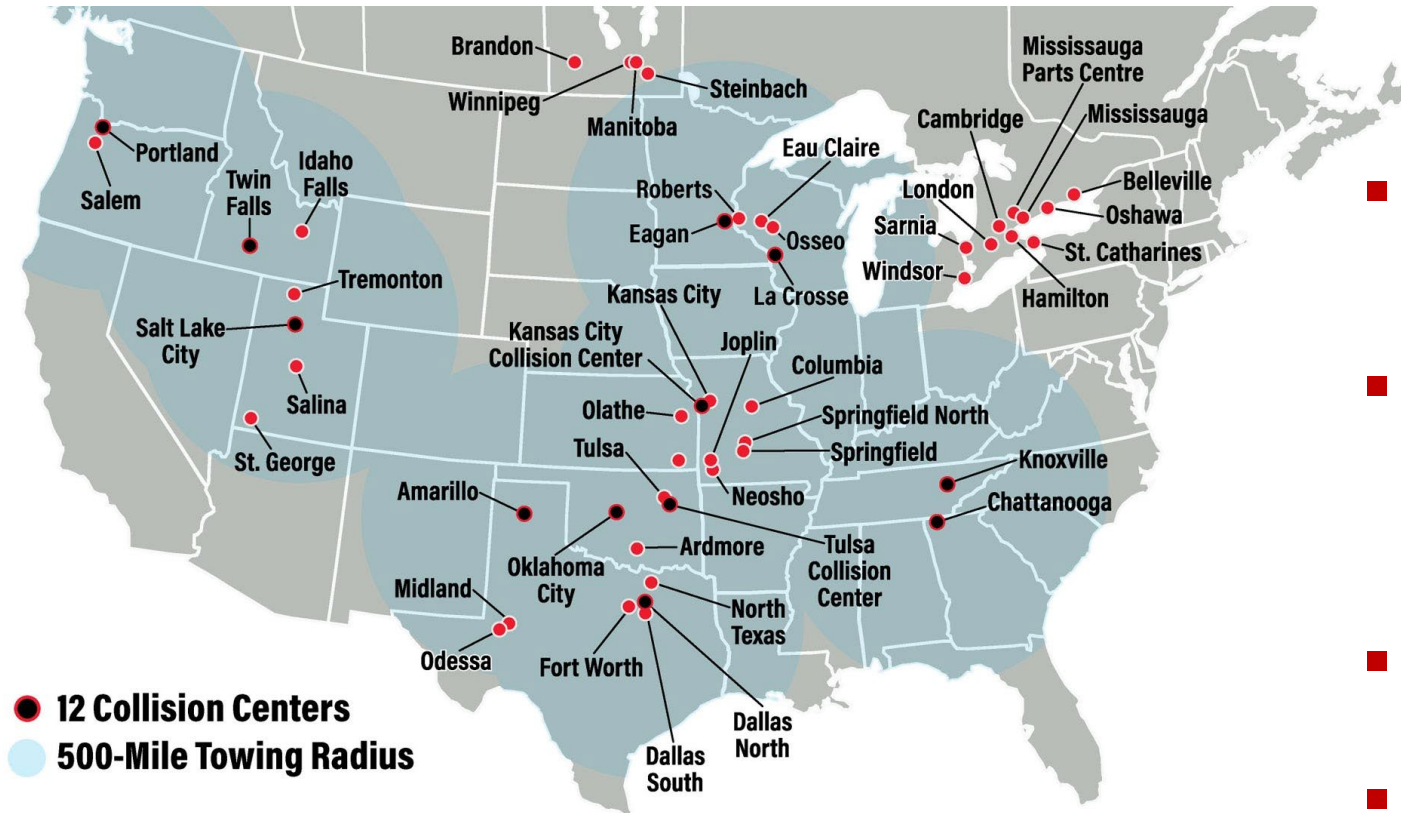 Brandon
Winnipeg
Manitoba
Steinbach
Mississauga
Parts Centre
Mississauga
Cambridge
London
Sarnia
Windsor
Belleville
Oshawa
St. Catharines
Hamilton
Portland
Salem
Twin
Falls
Idaho
Falls
Tremonton
Salt Lake
City
Salina
St. George
Eau Claire
Roberts
Eagan
Osseo
La Crosse
Kansas City
Kansas City
Collision Center
Joplin
Columbia
Olathe
Springfield North
Springfield
Tulsa
Neosho
Knoxville
Chattanooga
Amarillo
Oklahoma
City
Ardmore
Tulsa
Collision
Center
Midland
Odessa
Fort Worth
North
Texas
Dallas
North
Dallas
South
12 Collision Centers
500-Mile Towing Radius